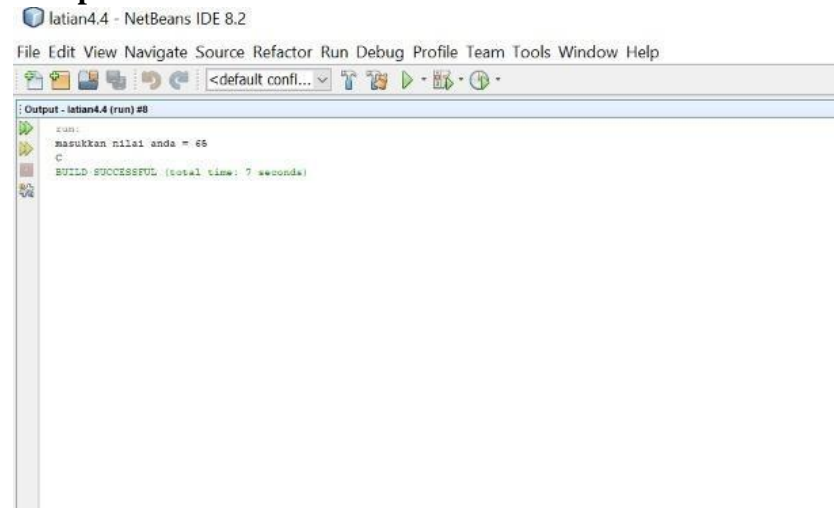 latian4.4 - NetBeans IDE 8.2
File Edit View Navigate Source Refactor Run Debug Profile Team Tools Window Help
<default confi...
Output - latian4.4 (run) #8
run:
masukkan nilai anda = 65
C
BUILD SUCCESSFUL (total time: 7 seconds)